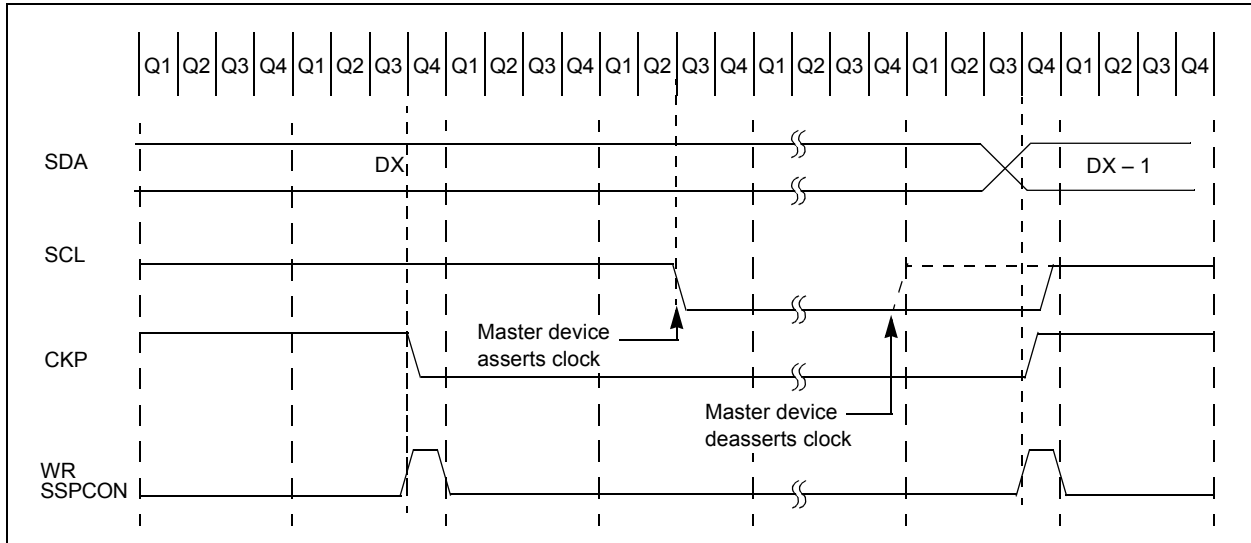 Q1 Q2 Q3 Q4 Q1 Q2 Q3 Q4 Q1 Q2 Q3 Q4 Q1 Q2 Q3 Q4 Q1 Q2 Q3 Q4 Q1 Q2 Q3 Q4 Q1 Q2 Q3 Q4
SDA
DX
DX – 1
SCL
Master device
asserts clock
CKP
Master device
deasserts clock
WR
SSPCON